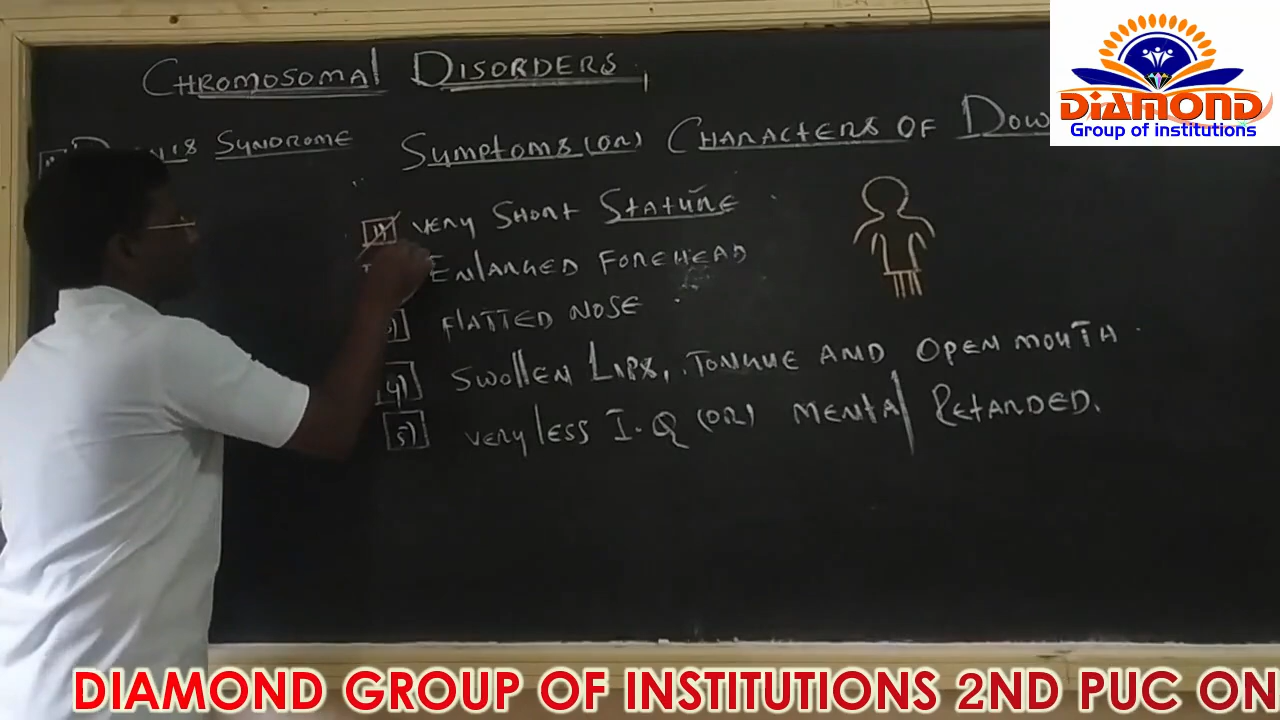 CHROMOSOMAL DISORDERS
SYNDROME
SYMPTOMS (OR) CHARACTERS OF DOW
1) VERY SHORT STATURE
ENLARGED FOREHEAD
3) FLATTED NOSE
4) SWOLLEN LIPS, TONGUE AND OPEN MOUTH
5) VERY LESS I.Q (OR) MENTAL RETARDED.
DIAMOND
Group of institutions
DIAMOND GROUP OF INSTITUTIONS 2ND PUC ON